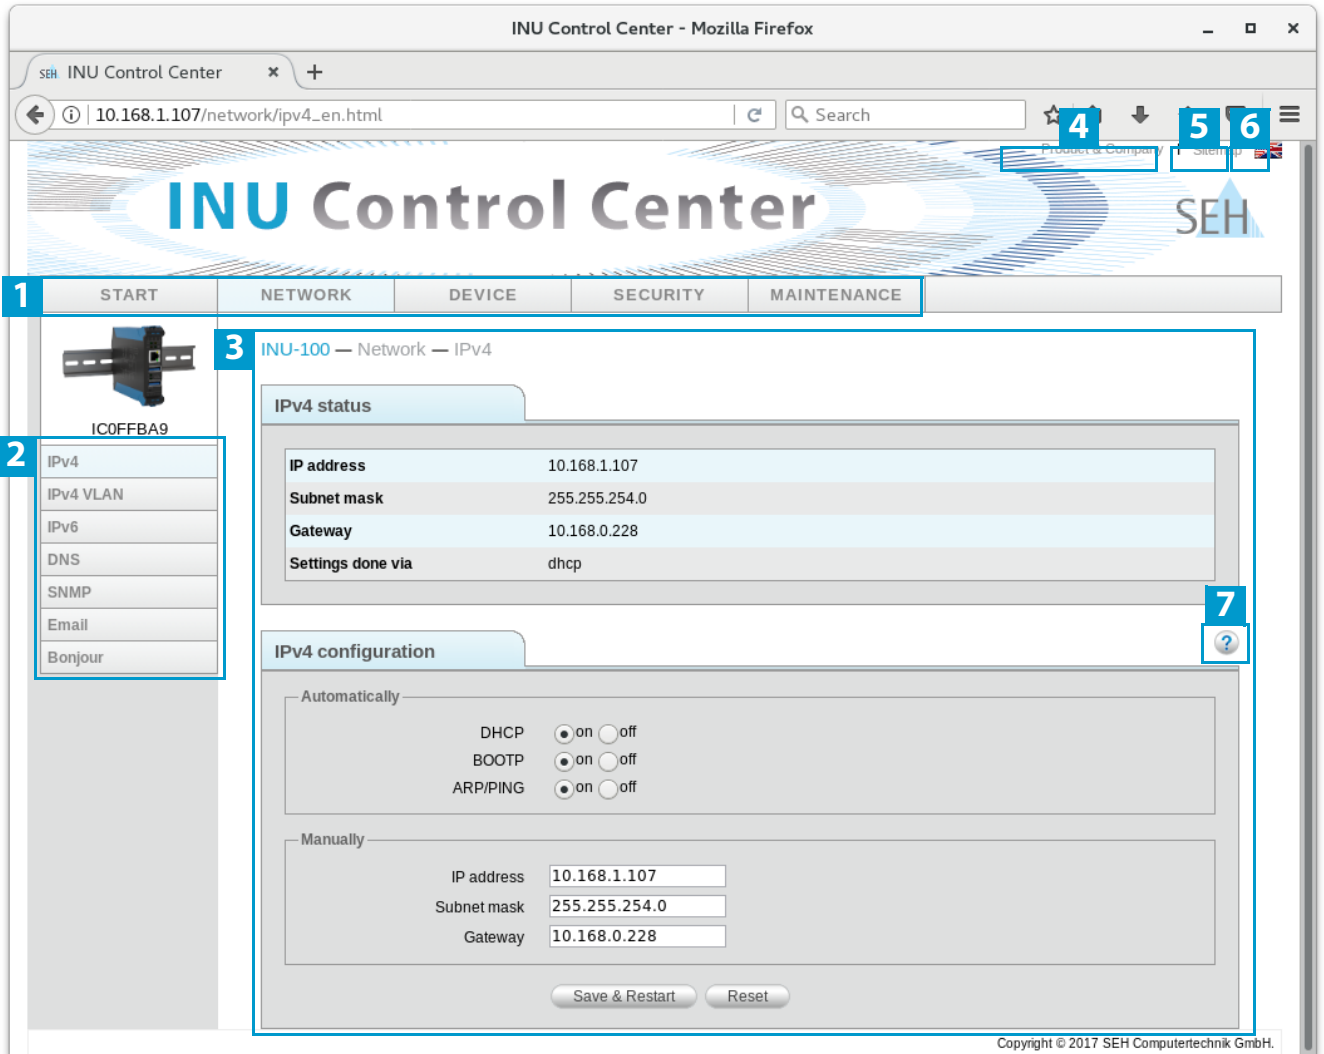 INU Control Center - Mozilla Firefox
SEH INU Control Center
10.168.1.107/network/ipv4_en.html
Search
4 5 6
Product & Company Sitemap
INU Control Center
SEH
1 START NETWORK DEVICE SECURITY MAINTENANCE
3 INU-100 — Network — IPv4
IPv4 status
IC0FFBA9
2 IPv4
IPv4 VLAN
IPv6
DNS
SNMP
Email
Bonjour
IP address 10.168.1.107
Subnet mask 255.255.254.0
Gateway 10.168.0.228
Settings done via dhcp
7
?
IPv4 configuration
Automatically
DHCP on off
BOOTP on off
ARP/PING on off
Manually
IP address 10.168.1.107
Subnet mask 255.255.254.0
Gateway 10.168.0.228
Save & Restart Reset
Copyright © 2017 SEH Computertechnik GmbH.